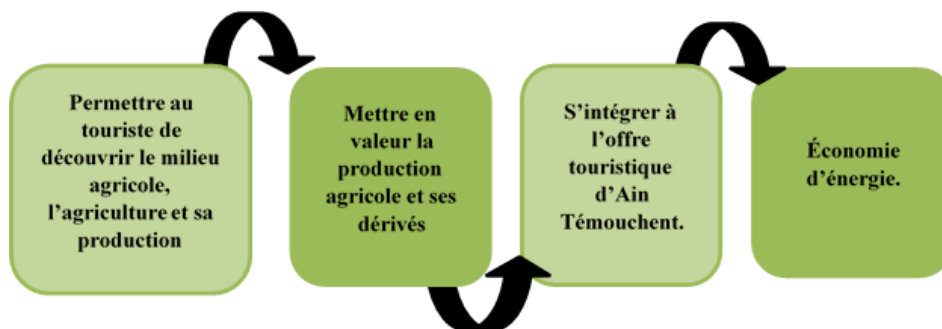 Permettre au
touriste de
découvrir le milieu
agricole,
l'agriculture et sa
production
Mettre en
valeur la
production
agricole et ses
dérivés
S'intégrer à
l'offre
touristique
d'Ain
Témouchent.
Économie
d'énergie.